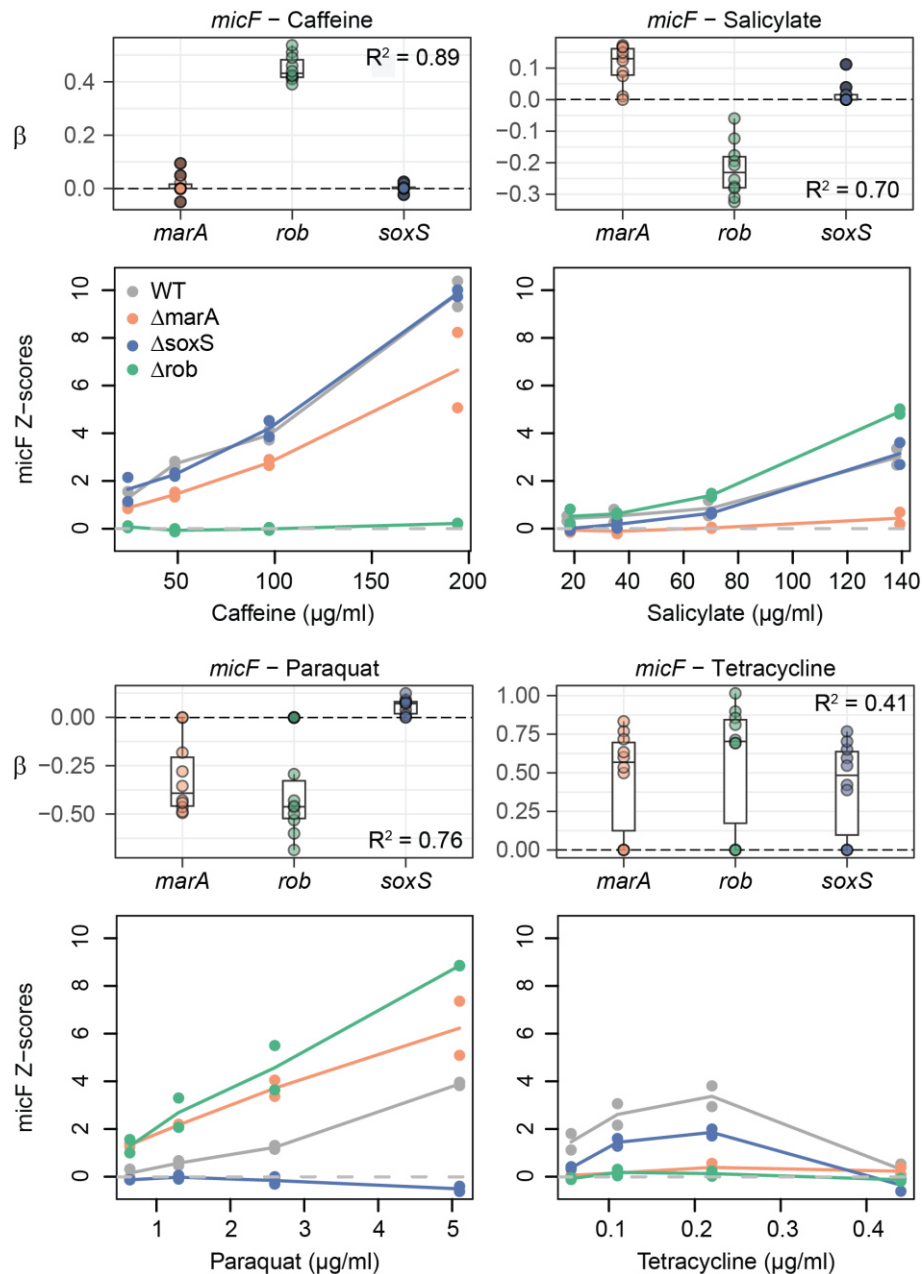 micF – Caffeine
micF – Salicylate
β
0.4
0.2
0.0
R² = 0.89
marA
rob
soxS
0.1
0.0
−0.1
−0.2
−0.3
R² = 0.70
marA
rob
soxS
micF Z-scores
10
8
6
4
2
0
WT
ΔmarA
ΔsoxS
Δrob
50
100
150
200
Caffeine (µg/ml)
10
8
6
4
2
0
20
40
60
80
100
120
140
Salicylate (µg/ml)
micF – Paraquat
micF – Tetracycline
β
0.00
−0.25
−0.50
R² = 0.76
marA
rob
soxS
1.00
0.75
0.50
0.25
0.00
R² = 0.41
marA
rob
soxS
micF Z-scores
10
8
6
4
2
0
1
2
3
4
5
Paraquat (µg/ml)
10
8
6
4
2
0
0.1
0.2
0.3
0.4
Tetracycline (µg/ml)